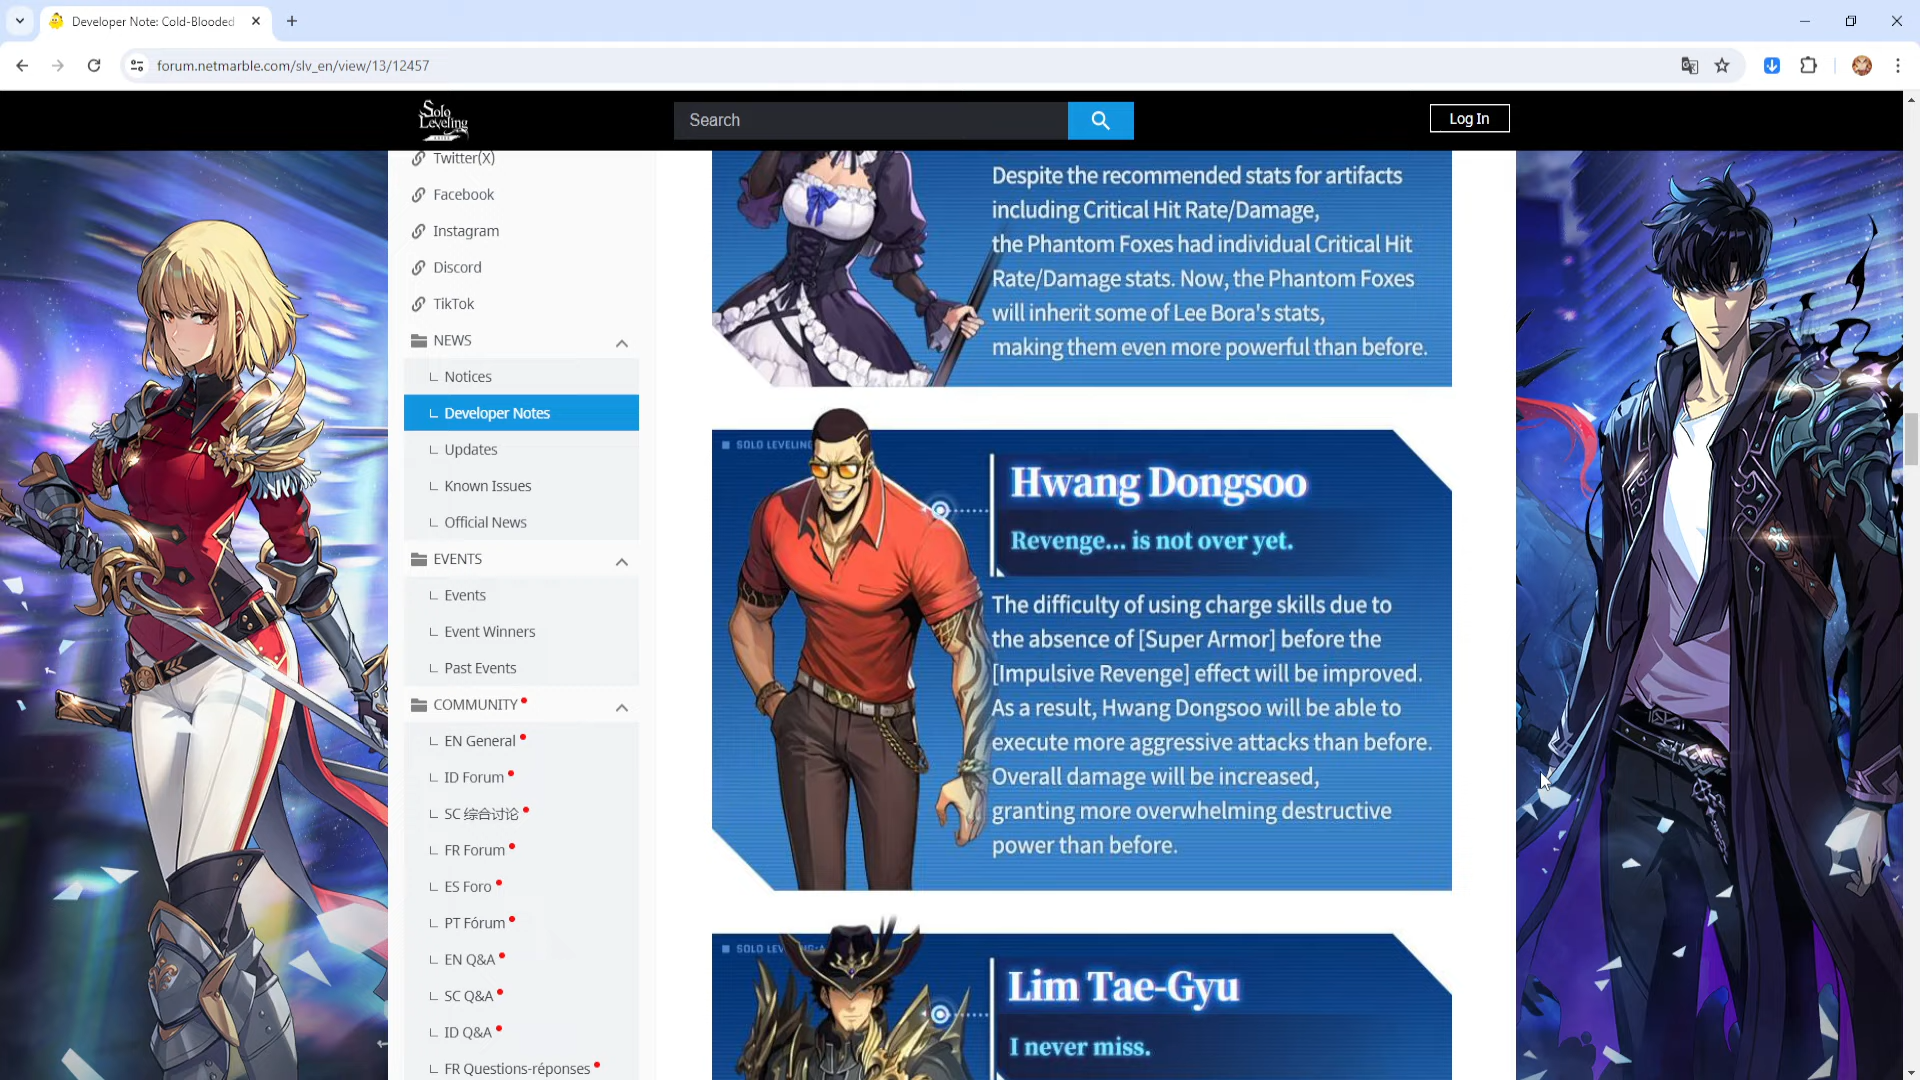 Developer Note: Cold-Blooded
forum.netmarble.com/slv_en/view/13/12457
Solo
Leveling
Search
Log In
Twitter(X)
Facebook
Instagram
Discord
TikTok
NEWS
Notices
Developer Notes
Updates
Known Issues
Official News
EVENTS
Events
Event Winners
Past Events
COMMUNITY
EN General
ID Forum
SC 综合讨论
FR Forum
ES Foro
PT Fórum
EN Q&A
SC Q&A
ID Q&A
FR Questions-réponses
Despite the recommended stats for artifacts
including Critical Hit Rate/Damage,
the Phantom Foxes had individual Critical Hit
Rate/Damage stats. Now, the Phantom Foxes
will inherit some of Lee Bora's stats,
making them even more powerful than before.
SOLO LEVELING
Hwang Dongsoo
Revenge... is not over yet.
The difficulty of using charge skills due to
the absence of [Super Armor] before the
[Impulsive Revenge] effect will be improved.
As a result, Hwang Dongsoo will be able to
execute more aggressive attacks than before.
Overall damage will be increased,
granting more overwhelming destructive
power than before.
SOLO
Lim Tae-Gyu
I never miss.